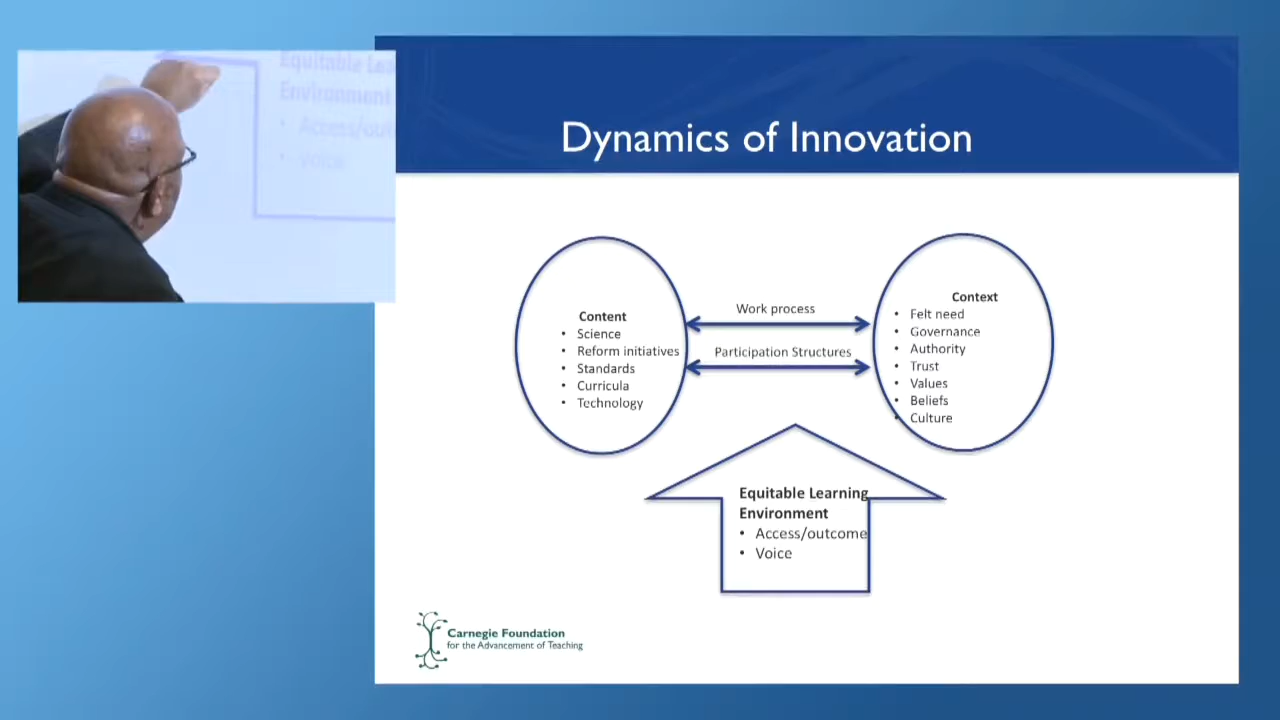 Equitable Lea
Environment
• Access/out
• Voice
Dynamics of Innovation
Content
• Science
• Reform initiatives
• Standards
• Curricula
• Technology
Work process
Participation Structures
Context
• Felt need
• Governance
• Authority
• Trust
• Values
• Beliefs
• Culture
Equitable Learning
Environment
• Access/outcome
• Voice
Carnegie Foundation
for the Advancement of Teaching